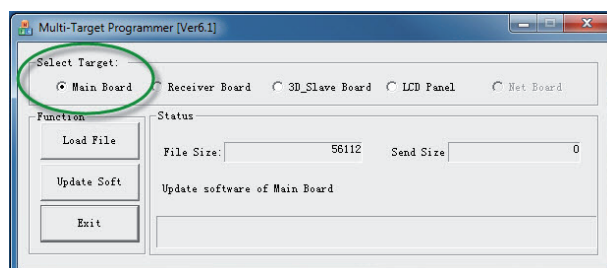 Multi-Target Programmer [Ver6.1]
Select Target:
Main Board Receiver Board 3D_Slave Board LCD Panel Net Board
Function
Status
Load File
File Size: 56112 Send Size 0
Update Soft
Update software of Main Board
Exit